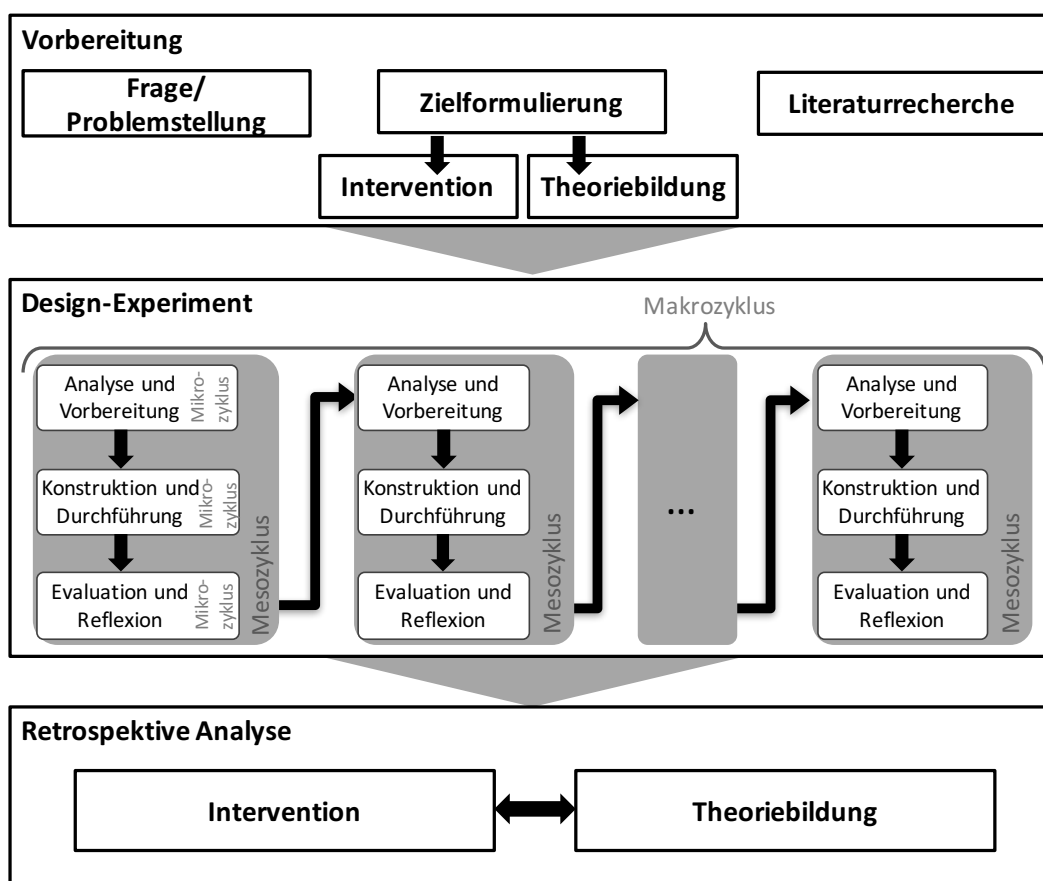 Vorbereitung
Frage/
Problemstellung
Zielformulierung
Literaturrecherche
Intervention
Theoriebildung
Design-Experiment
Makrozyklus
Analyse und
Vorbereitung
Mikro-
zyklus
Konstruktion und
Durchführung
Mikro-
zyklus
Evaluation und
Reflexion
Mikro-
zyklus
Mesozyklus
Analyse und
Vorbereitung
Konstruktion und
Durchführung
Evaluation und
Reflexion
Mesozyklus
...
Analyse und
Vorbereitung
Konstruktion und
Durchführung
Evaluation und
Reflexion
Mesozyklus
Retrospektive Analyse
Intervention
Theoriebildung